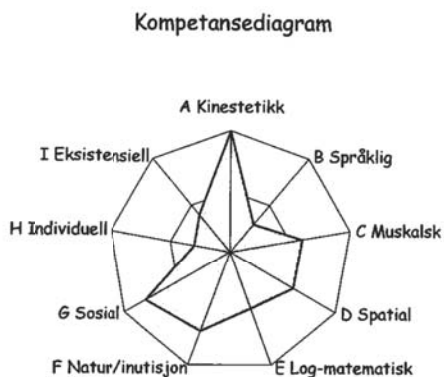 Kompetansediagram
A Kinestetikk
I Eksistensiell
B Språklig
H Individuell
C Muskalsk
G Sosial
D Spatial
F Natur/inutisjon
E Log-matematisk